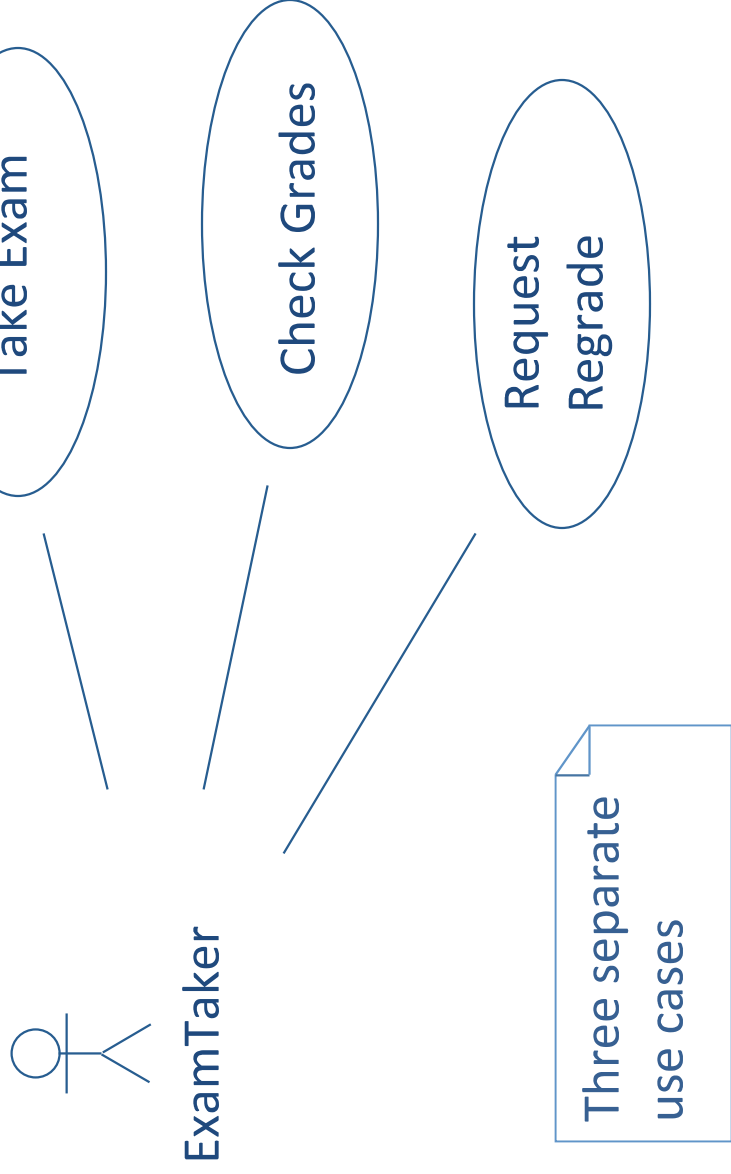 Take Exam
Check Grades
Request
Regrade
ExamTaker
Three separate
use cases